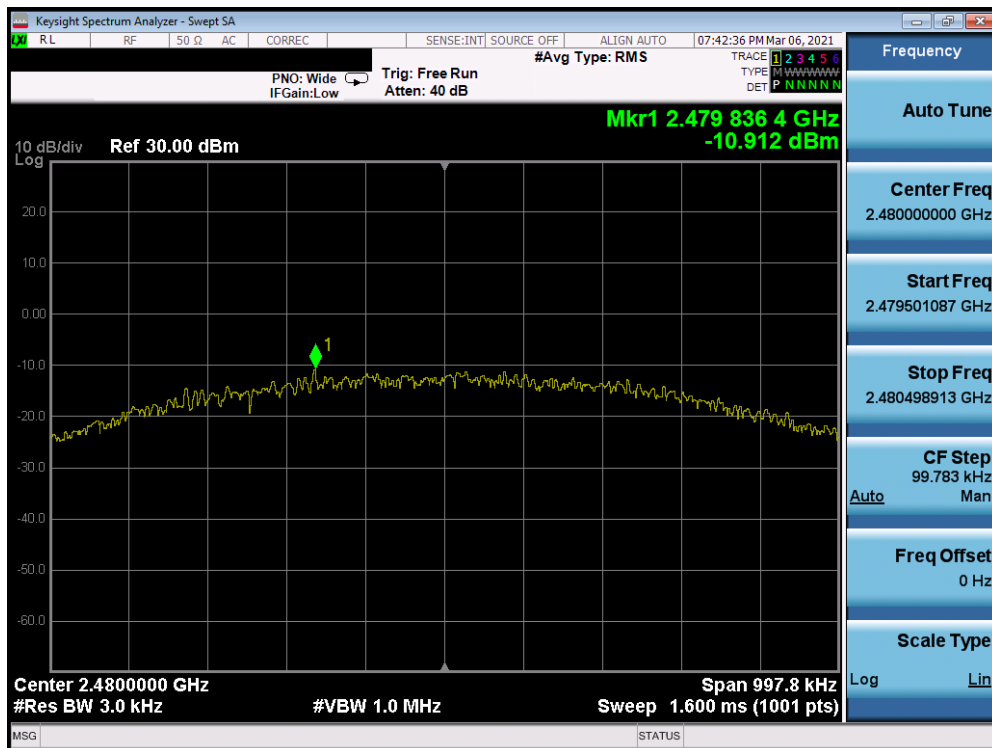 Keysight Spectrum Analyzer - Swept SA
LXI RL RF 50 Ω AC CORREC SENSE:INT SOURCE OFF ALIGN AUTO 07:42:36 PM Mar 06, 2021
Frequency
#Avg Type: RMS
TRACE 1 2 3 4 5 6
PNO: Wide Trig: Free Run
TYPE M WWWWW
IFGain:Low Atten: 40 dB
DET P N N N N N
Auto Tune
Mkr1 2.479 836 4 GHz
10 dB/div Ref 30.00 dBm -10.912 dBm
Log
Center Freq
2.480000000 GHz
20.0
10.0
Start Freq
2.479501087 GHz
0.00
1
-10.0
Stop Freq
2.480498913 GHz
-20.0
-30.0
CF Step
99.783 kHz
Auto Man
-40.0
-50.0
Freq Offset
0 Hz
-60.0
Scale Type
Log Lin
Center 2.4800000 GHz Span 997.8 kHz
#Res BW 3.0 kHz #VBW 1.0 MHz Sweep 1.600 ms (1001 pts)
MSG STATUS